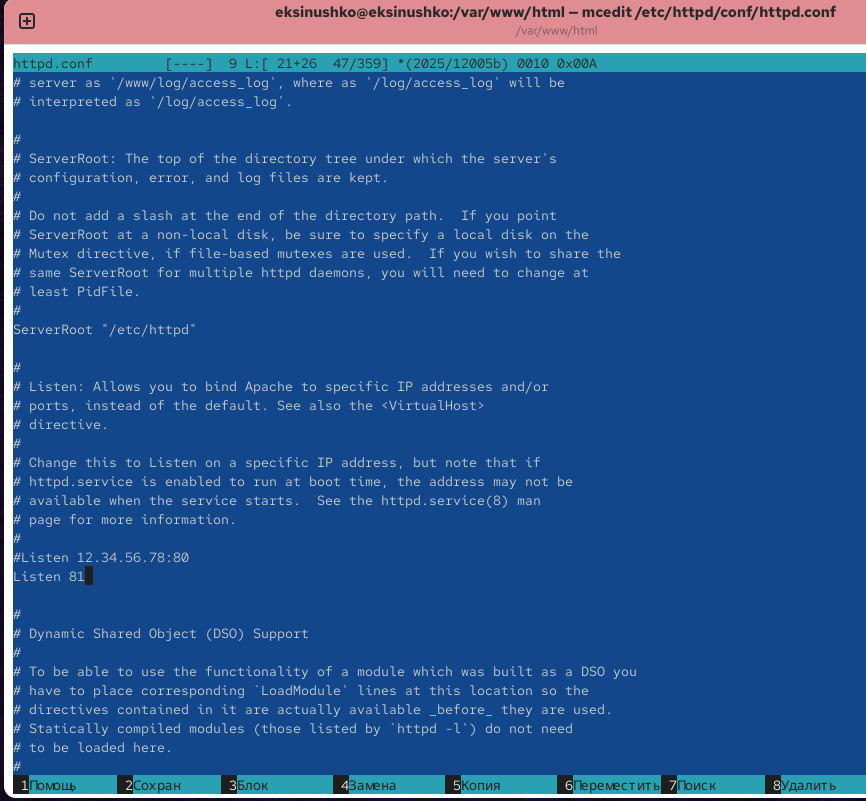 eksinushko@eksinushko:/var/www/html — mcedit /etc/httpd/conf/httpd.conf
/var/www/html
httpd.conf         [----]  9 L:[ 21+26  47/359] *(2025/12005b) 0010 0x00A
# server as '/www/log/access_log', where as '/log/access_log' will be
# interpreted as '/log/access_log'.
#
# ServerRoot: The top of the directory tree under which the server's
# configuration, error, and log files are kept.
#
# Do not add a slash at the end of the directory path.  If you point
# ServerRoot at a non-local disk, be sure to specify a local disk on the
# Mutex directive, if file-based mutexes are used.  If you wish to share the
# same ServerRoot for multiple httpd daemons, you will need to change at
# least PidFile.
#
ServerRoot "/etc/httpd"
#
# Listen: Allows you to bind Apache to specific IP addresses and/or
# ports, instead of the default. See also the <VirtualHost>
# directive.
#
# Change this to Listen on a specific IP address, but note that if
# httpd.service is enabled to run at boot time, the address may not be
# available when the service starts.  See the httpd.service(8) man
# page for more information.
#
#Listen 12.34.56.78:80
Listen 81
#
# Dynamic Shared Object (DSO) Support
#
# To be able to use the functionality of a module which was built as a DSO you
# have to place corresponding `LoadModule' lines at this location so the
# directives contained in it are actually available _before_ they are used.
# Statically compiled modules (those listed by `httpd -l') do not need
# to be loaded here.
#
1Помощь 2Сохран 3Блок 4Замена 5Копия 6Переместить 7Поиск 8Удалить